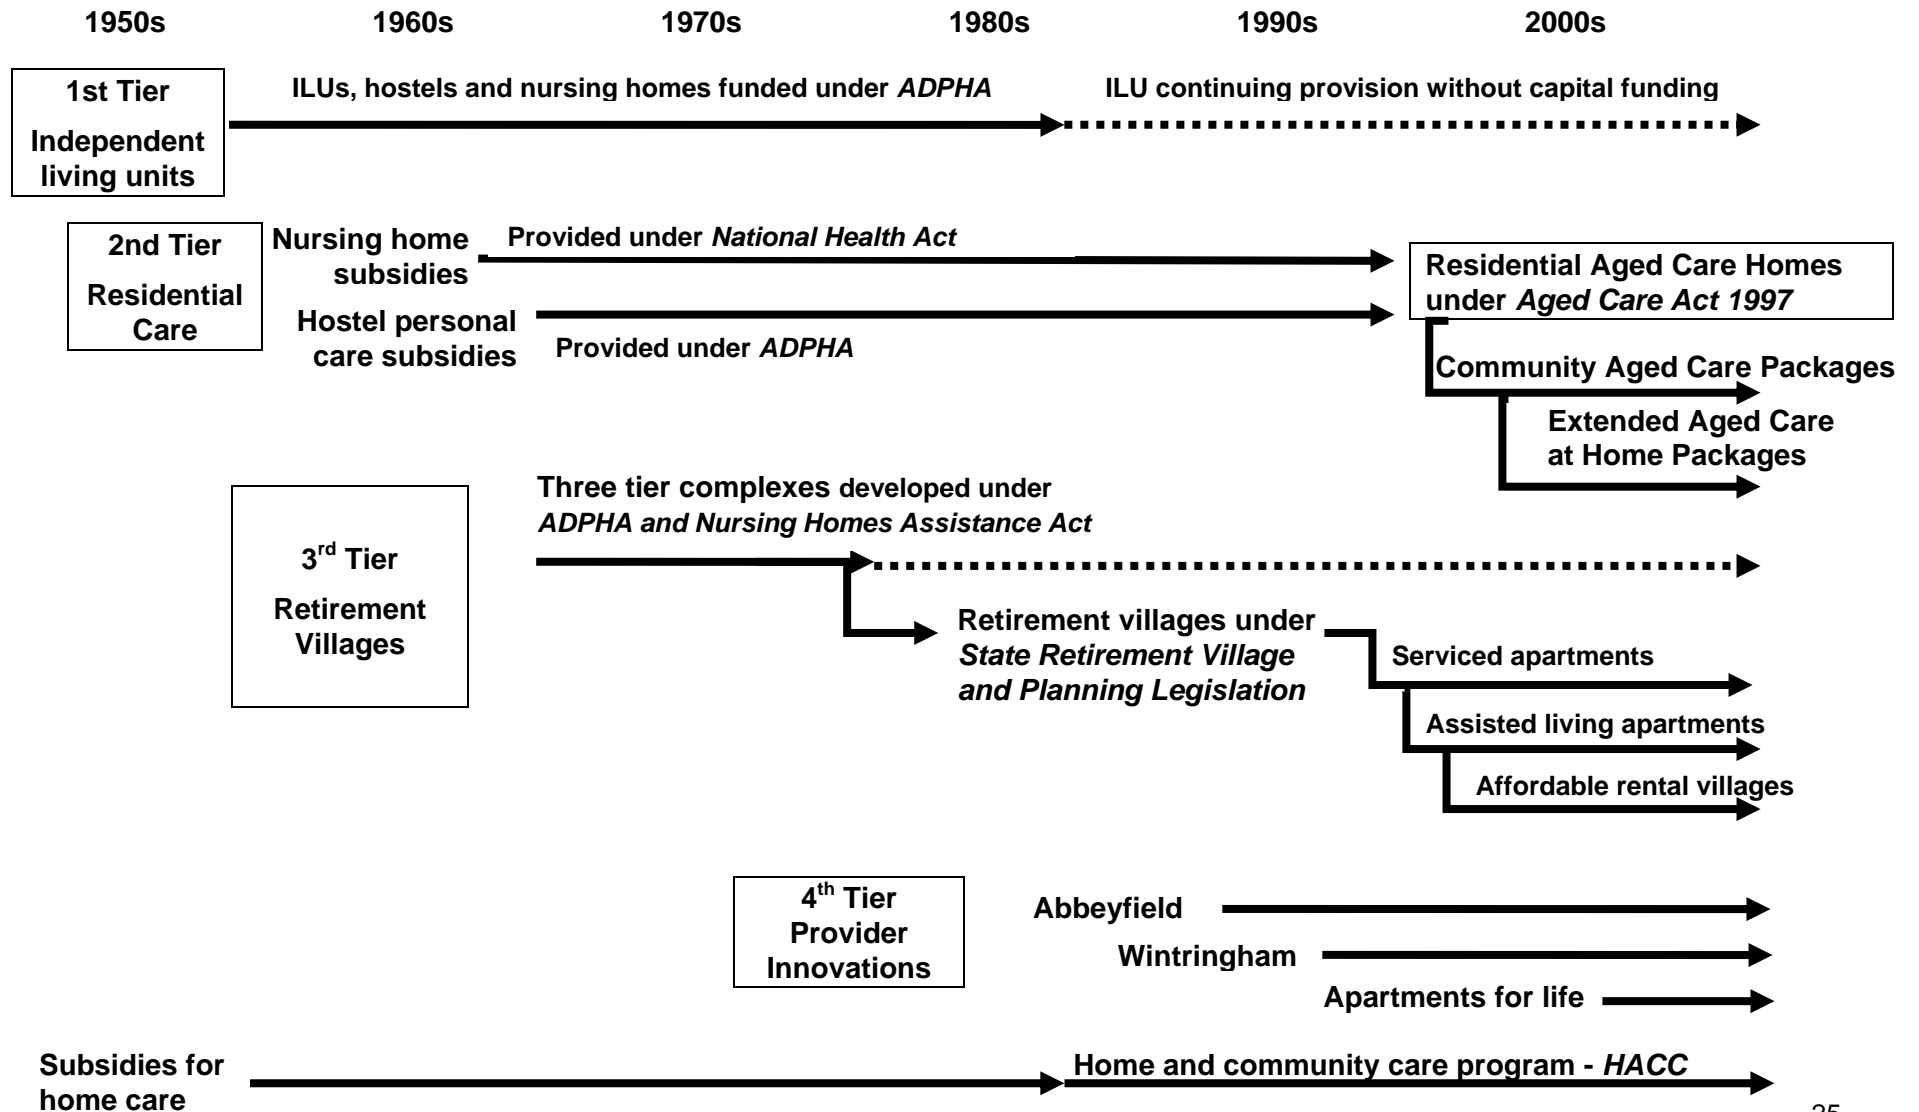 1950s 1960s 1970s 1980s 1990s 2000s
1st Tier
Independent
living units
ILUs, hostels and nursing homes funded under ADPHA
ILU continuing provision without capital funding
2nd Tier
Residential
Care
Nursing home
subsidies
Provided under National Health Act
Hostel personal
care subsidies
Provided under ADPHA
Residential Aged Care Homes
under Aged Care Act 1997
Community Aged Care Packages
Extended Aged Care
at Home Packages
3rd Tier
Retirement
Villages
Three tier complexes developed under
ADPHA and Nursing Homes Assistance Act
Retirement villages under
State Retirement Village
and Planning Legislation
Serviced apartments
Assisted living apartments
Affordable rental villages
4th Tier
Provider
Innovations
Abbeyfield
Wintringham
Apartments for life
Subsidies for
home care
Home and community care program - HACC
25